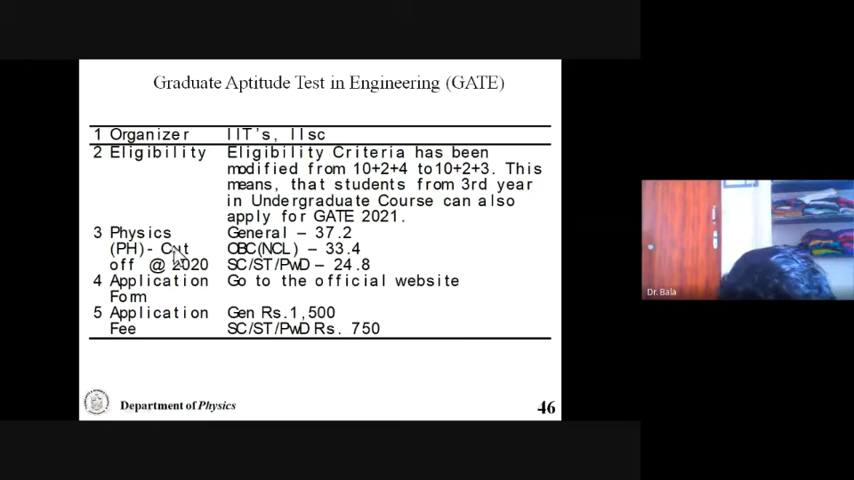 Graduate Aptitude Test in Engineering (GATE)
1 Organizer IIT's, IIsc
2 Eligibility Eligibility Criteria has been
modified from 10+2+4 to10+2+3. This
means, that students from 3rd year
in Undergraduate Course can also
apply for GATE 2021.
3 Physics General – 37.2
(PH)- Cut OBC(NCL) – 33.4
off @ 2020 SC/ST/PwD – 24.8
4 Application Go to the official website
Form
5 Application Gen Rs.1,500
Fee SC/ST/PwD Rs. 750
Department of Physics
46
Dr. Bala